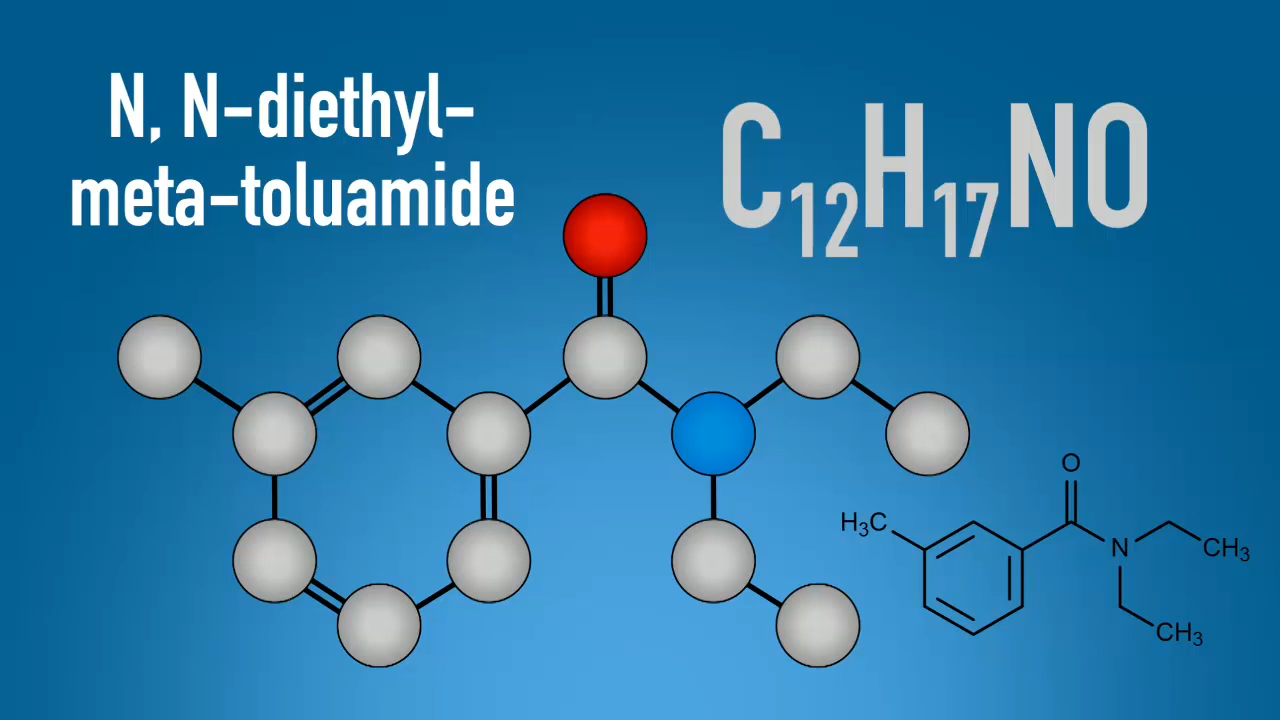 N, N-diethyl-
meta-toluamide
C₁₂H₁₇NO
O
H₃C
N
CH₃
CH₃